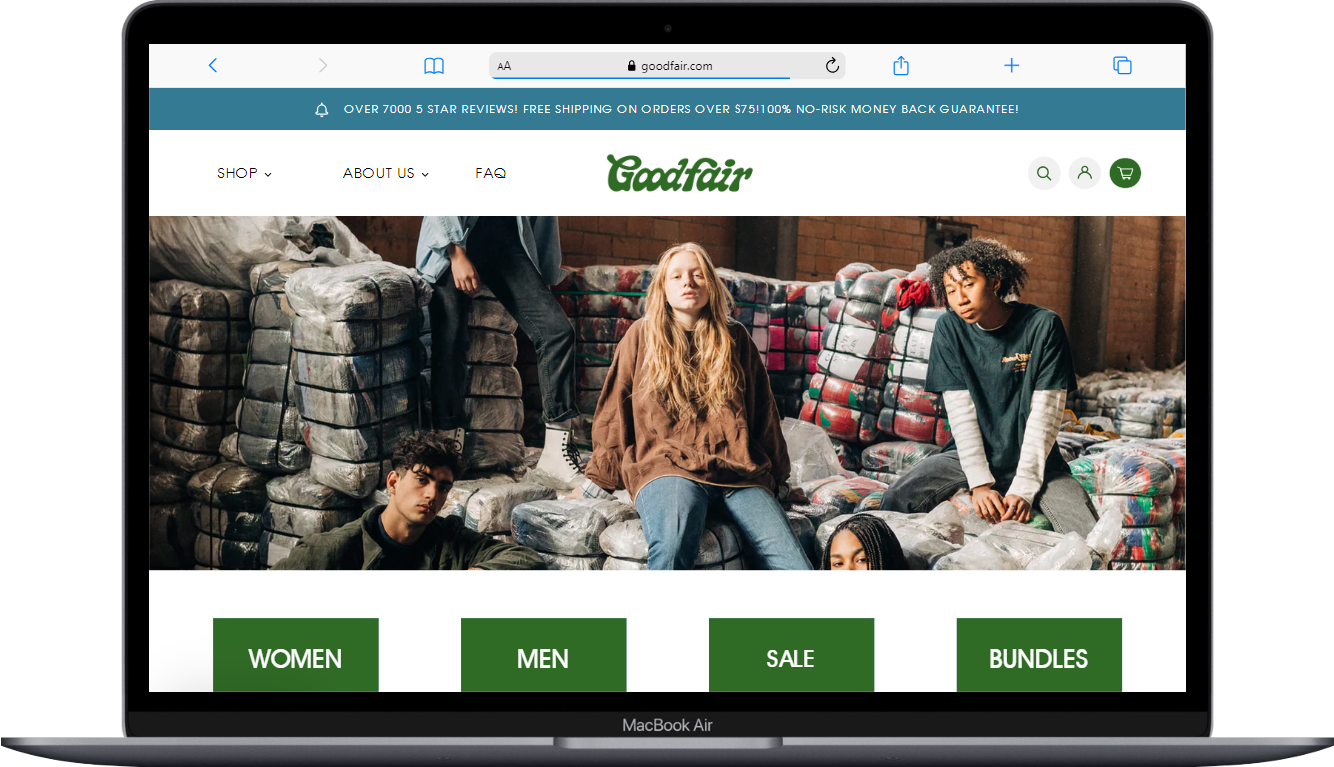 AA
goodfair.com
OVER 7000 5 STAR REVIEWS! FREE SHIPPING ON ORDERS OVER $75!100% NO-RISK MONEY BACK GUARANTEE!
SHOP
ABOUT US
FAQ
Goodfair
WOMEN
MEN
SALE
BUNDLES
MacBook Air